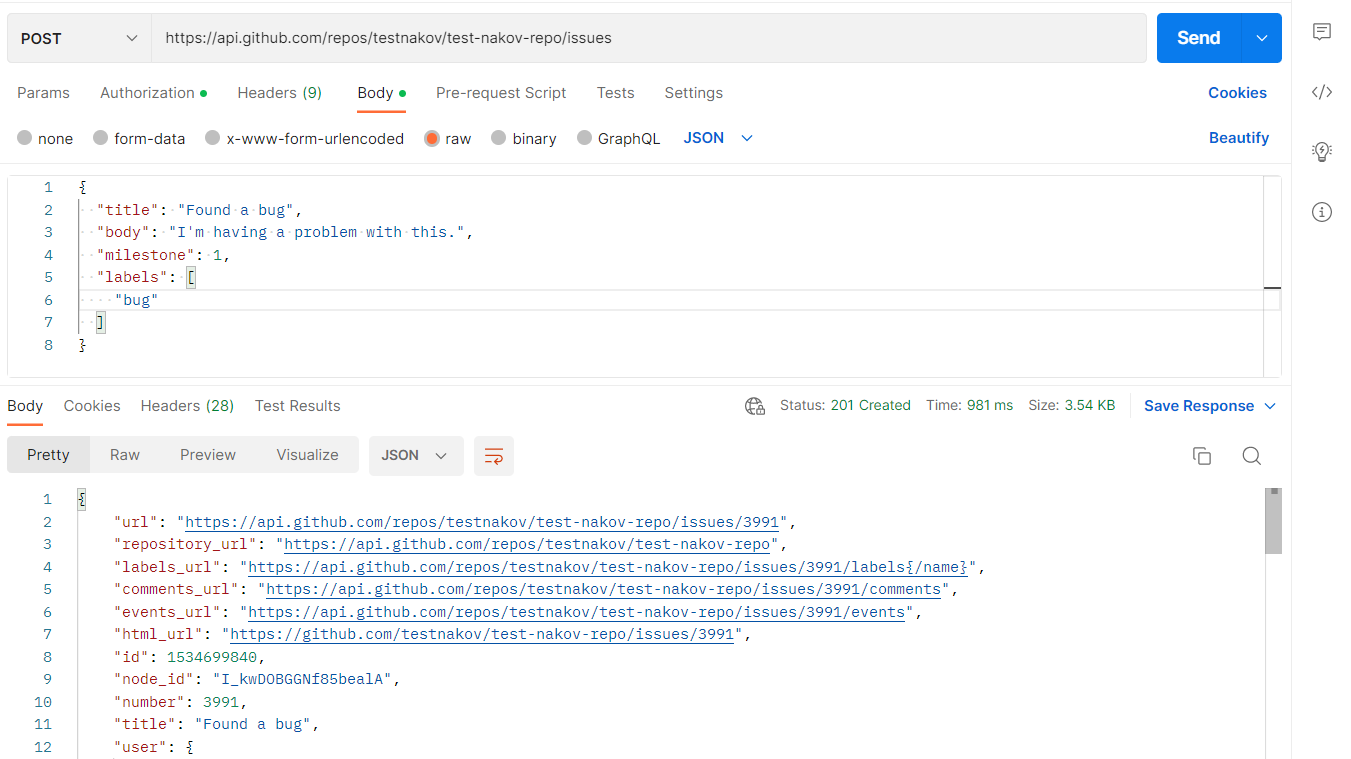 POST https://api.github.com/repos/testnakov/test-nakov-repo/issues Send
Params Authorization Headers (9) Body Pre-request Script Tests Settings Cookies
none form-data x-www-form-urlencoded raw binary GraphQL JSON Beautify
1 {
2 "title": "Found a bug",
3 "body": "I'm having a problem with this.",
4 "milestone": 1,
5 "labels": [
6 "bug"
7 ]
8 }
Body Cookies Headers (28) Test Results Status: 201 Created Time: 981 ms Size: 3.54 KB Save Response
Pretty Raw Preview Visualize JSON
1 {
2 "url": "https://api.github.com/repos/testnakov/test-nakov-repo/issues/3991",
3 "repository_url": "https://api.github.com/repos/testnakov/test-nakov-repo",
4 "labels_url": "https://api.github.com/repos/testnakov/test-nakov-repo/issues/3991/labels{/name}",
5 "comments_url": "https://api.github.com/repos/testnakov/test-nakov-repo/issues/3991/comments",
6 "events_url": "https://api.github.com/repos/testnakov/test-nakov-repo/issues/3991/events",
7 "html_url": "https://github.com/testnakov/test-nakov-repo/issues/3991",
8 "id": 1534699840,
9 "node_id": "I_kwDOBGGNf85bealA",
10 "number": 3991,
11 "title": "Found a bug",
12 "user": {